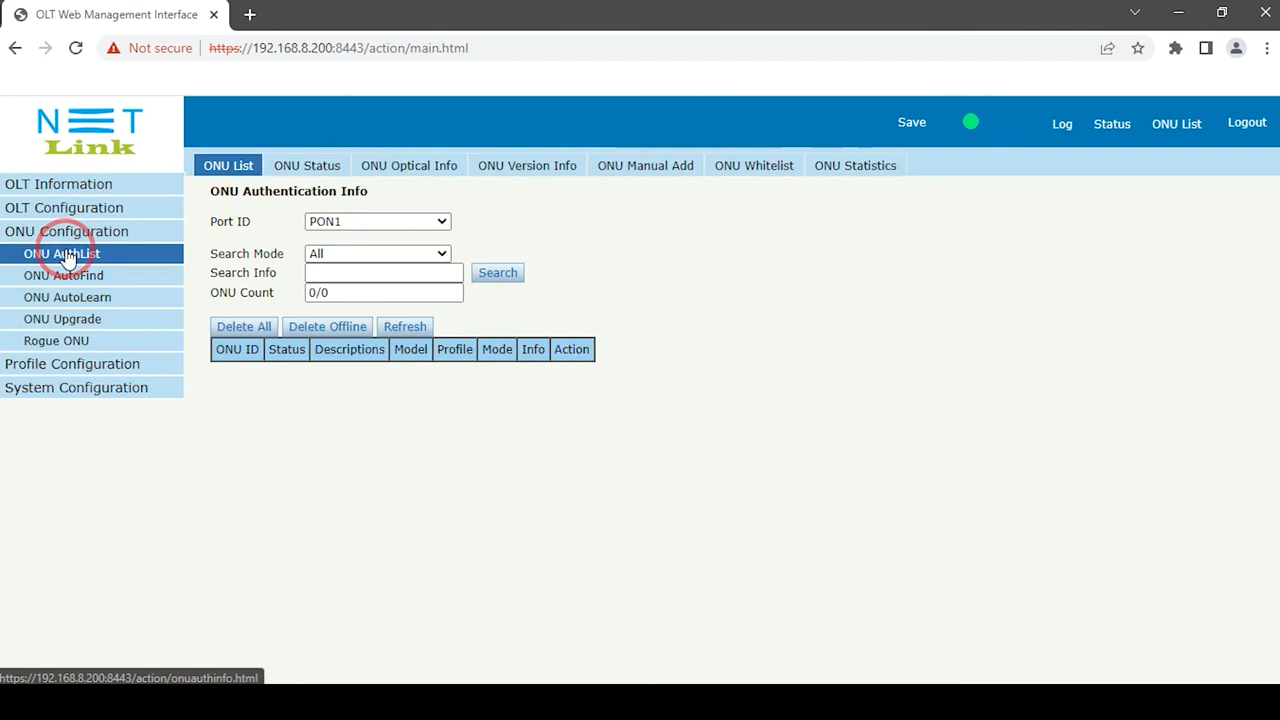 OLT Web Management Interface
Not secure
https://192.168.8.200:8443/action/main.html
NET
Link
Save
Log
Status
ONU List
Logout
ONU List
ONU Status
ONU Optical Info
ONU Version Info
ONU Manual Add
ONU Whitelist
ONU Statistics
OLT Information
OLT Configuration
ONU Configuration
ONU AuthList
ONU AutoFind
ONU AutoLearn
ONU Upgrade
Rogue ONU
Profile Configuration
System Configuration
ONU Authentication Info
Port ID PON1
Search Mode All
Search Info Search
ONU Count 0/0
Delete All Delete Offline Refresh
ONU ID Status Descriptions Model Profile Mode Info Action
https://192.168.8.200:8443/action/onuauthinfo.html